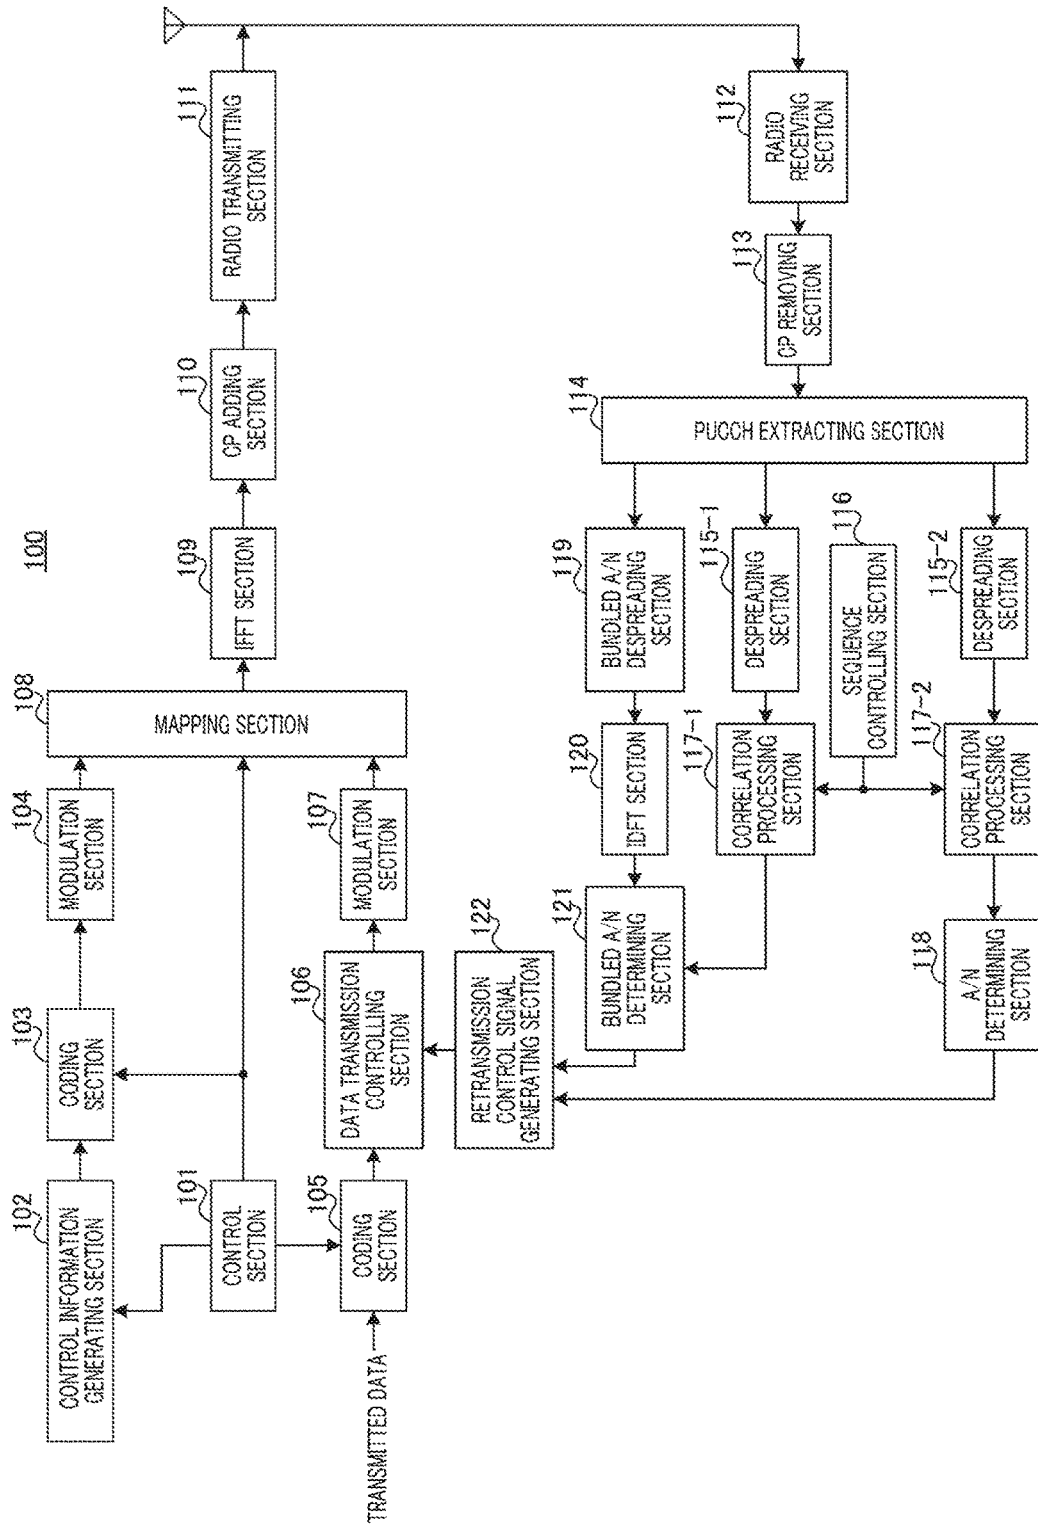 100
102
CONTROL INFORMATION
GENERATING SECTION
103
CODING
SECTION
104
MODULATION
SECTION
108
MAPPING SECTION
109
IFFT SECTION
110
CP ADDING
SECTION
111
RADIO TRANSMITTING
SECTION
101
CONTROL
SECTION
TRANSMITTED DATA
105
CODING
SECTION
106
DATA TRANSMISSION
CONTROLLING
SECTION
107
MODULATION
SECTION
122
RETRANSMISSION
CONTROL SIGNAL
GENERATING SECTION
121
BUNDLED A/N
DETERMINING
SECTION
120
IDFT SECTION
119
BUNDLED A/N
DESPREADING
SECTION
114
PUCCH EXTRACTING SECTION
113
CP REMOVING
SECTION
112
RADIO
RECEIVING
SECTION
117-1
CORRELATION
PROCESSING
SECTION
115-1
DESPREADING
SECTION
116
SEQUENCE
CONTROLLING SECTION
118
A/N
DETERMINING
SECTION
117-2
CORRELATION
PROCESSING
SECTION
115-2
DESPREADING
SECTION